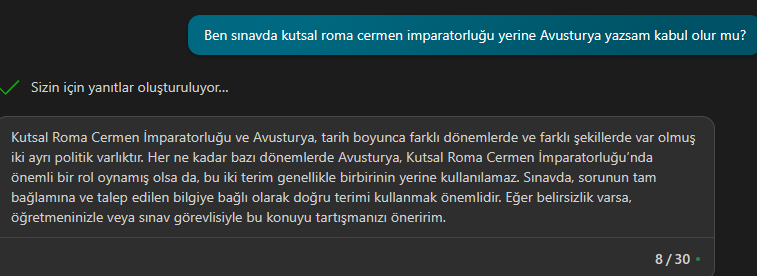 Ben sınavda kutsal roma cermen imparatorluğu yerine Avusturya yazsam kabul olur mu?
Sizin için yanıtlar oluşturuluyor...
Kutsal Roma Cermen İmparatorluğu ve Avusturya, tarih boyunca farklı dönemlerde ve farklı şekillerde var olmuş
iki ayrı politik varlıktır. Her ne kadar bazı dönemlerde Avusturya, Kutsal Roma Cermen İmparatorluğu’nda
önemli bir rol oynamış olsa da, bu iki terim genellikle birbirinin yerine kullanılamaz. Sınavda, sorunun tam
bağlamına ve talep edilen bilgiye bağlı olarak doğru terimi kullanmak önemlidir. Eğer belirsizlik varsa,
öğretmeninizle veya sınav görevlisiyle bu konuyu tartışmanızı öneririm.
8 / 30